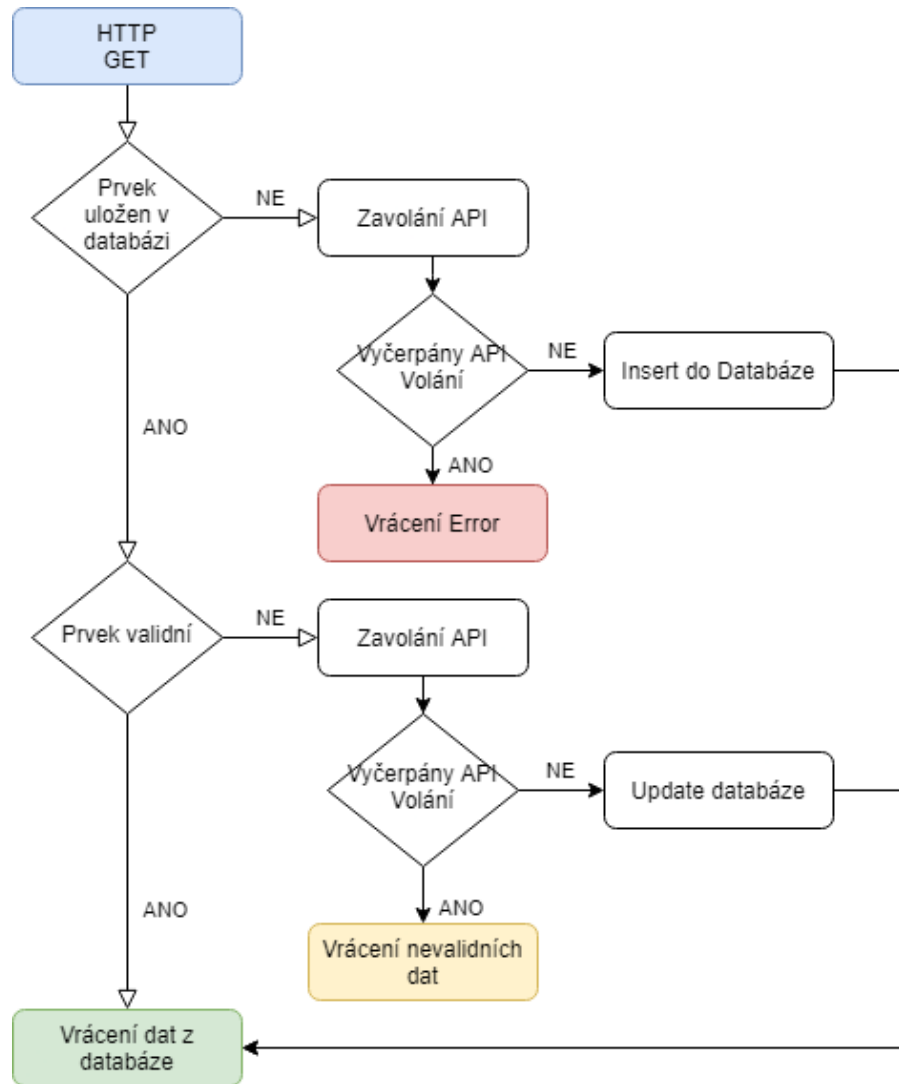 HTTP
GET
Prvek
uložen v
databázi
NE
Zavolání API
Vyčerpány API
Volání
NE
Insert do Databáze
ANO
ANO
Vrácení Error
Prvek validní
NE
Zavolání API
Vyčerpány API
Volání
NE
Update databáze
ANO
ANO
Vrácení nevalidních
dat
Vrácení dat z
databáze